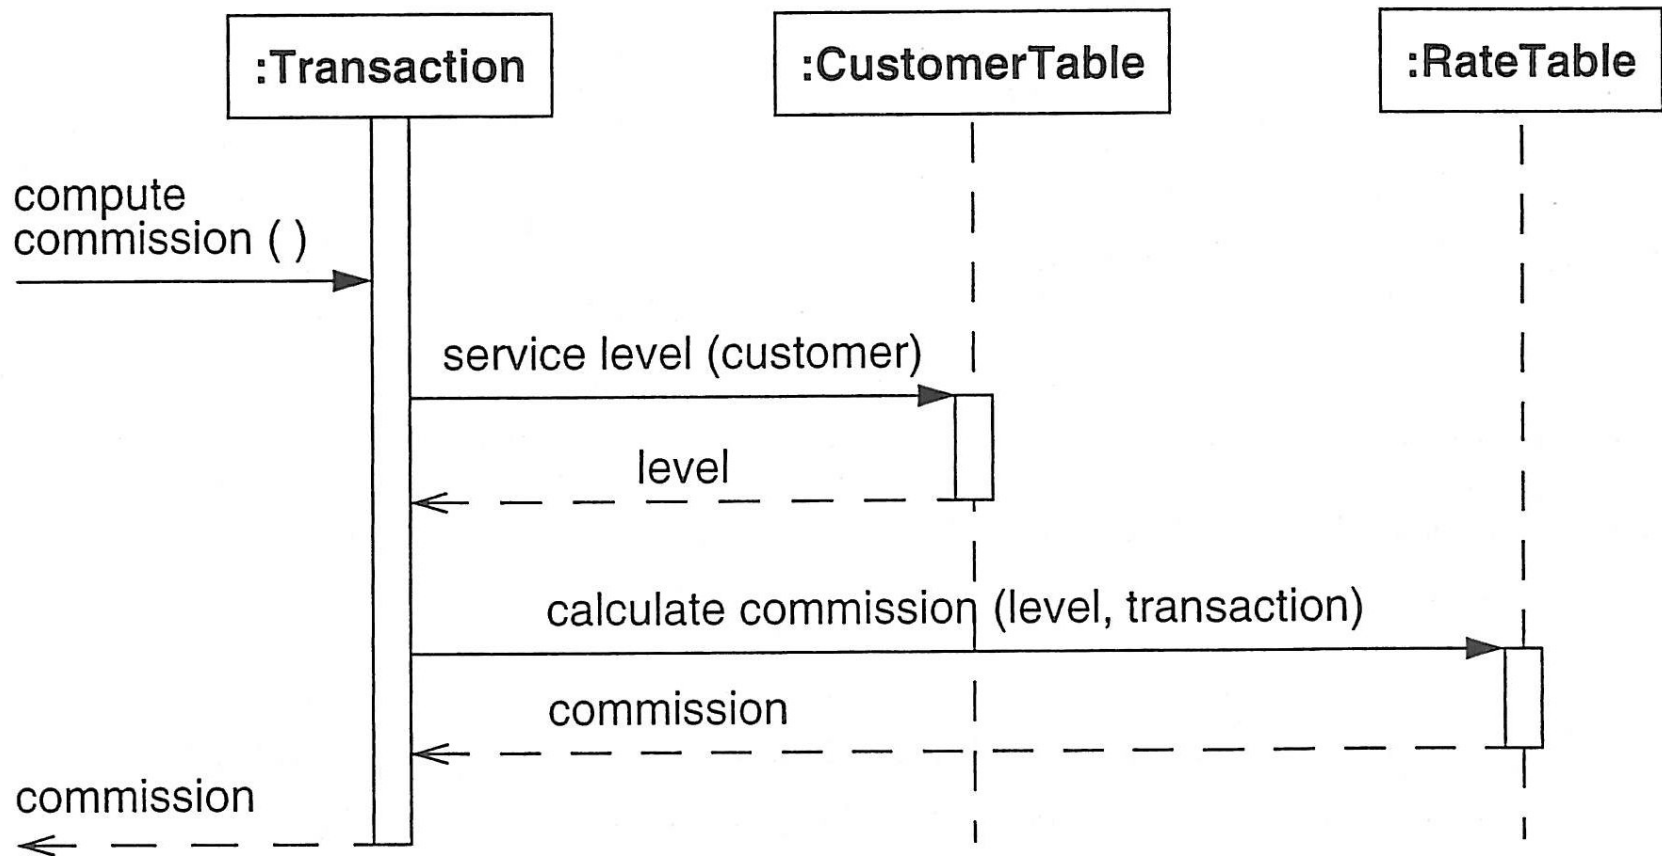 :Transaction
:CustomerTable
:RateTable
compute
commission ( )
service level (customer)
level
calculate commission (level, transaction)
commission
commission